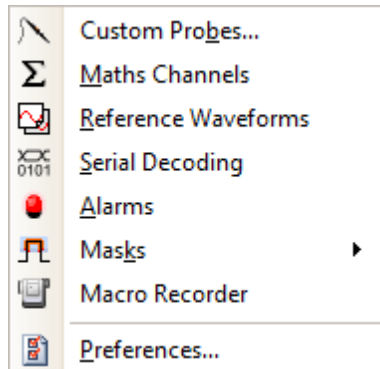 Custom Probes...
Σ Maths Channels
Reference Waveforms
0101 Serial Decoding
Alarms
Masks
Macro Recorder
Preferences...